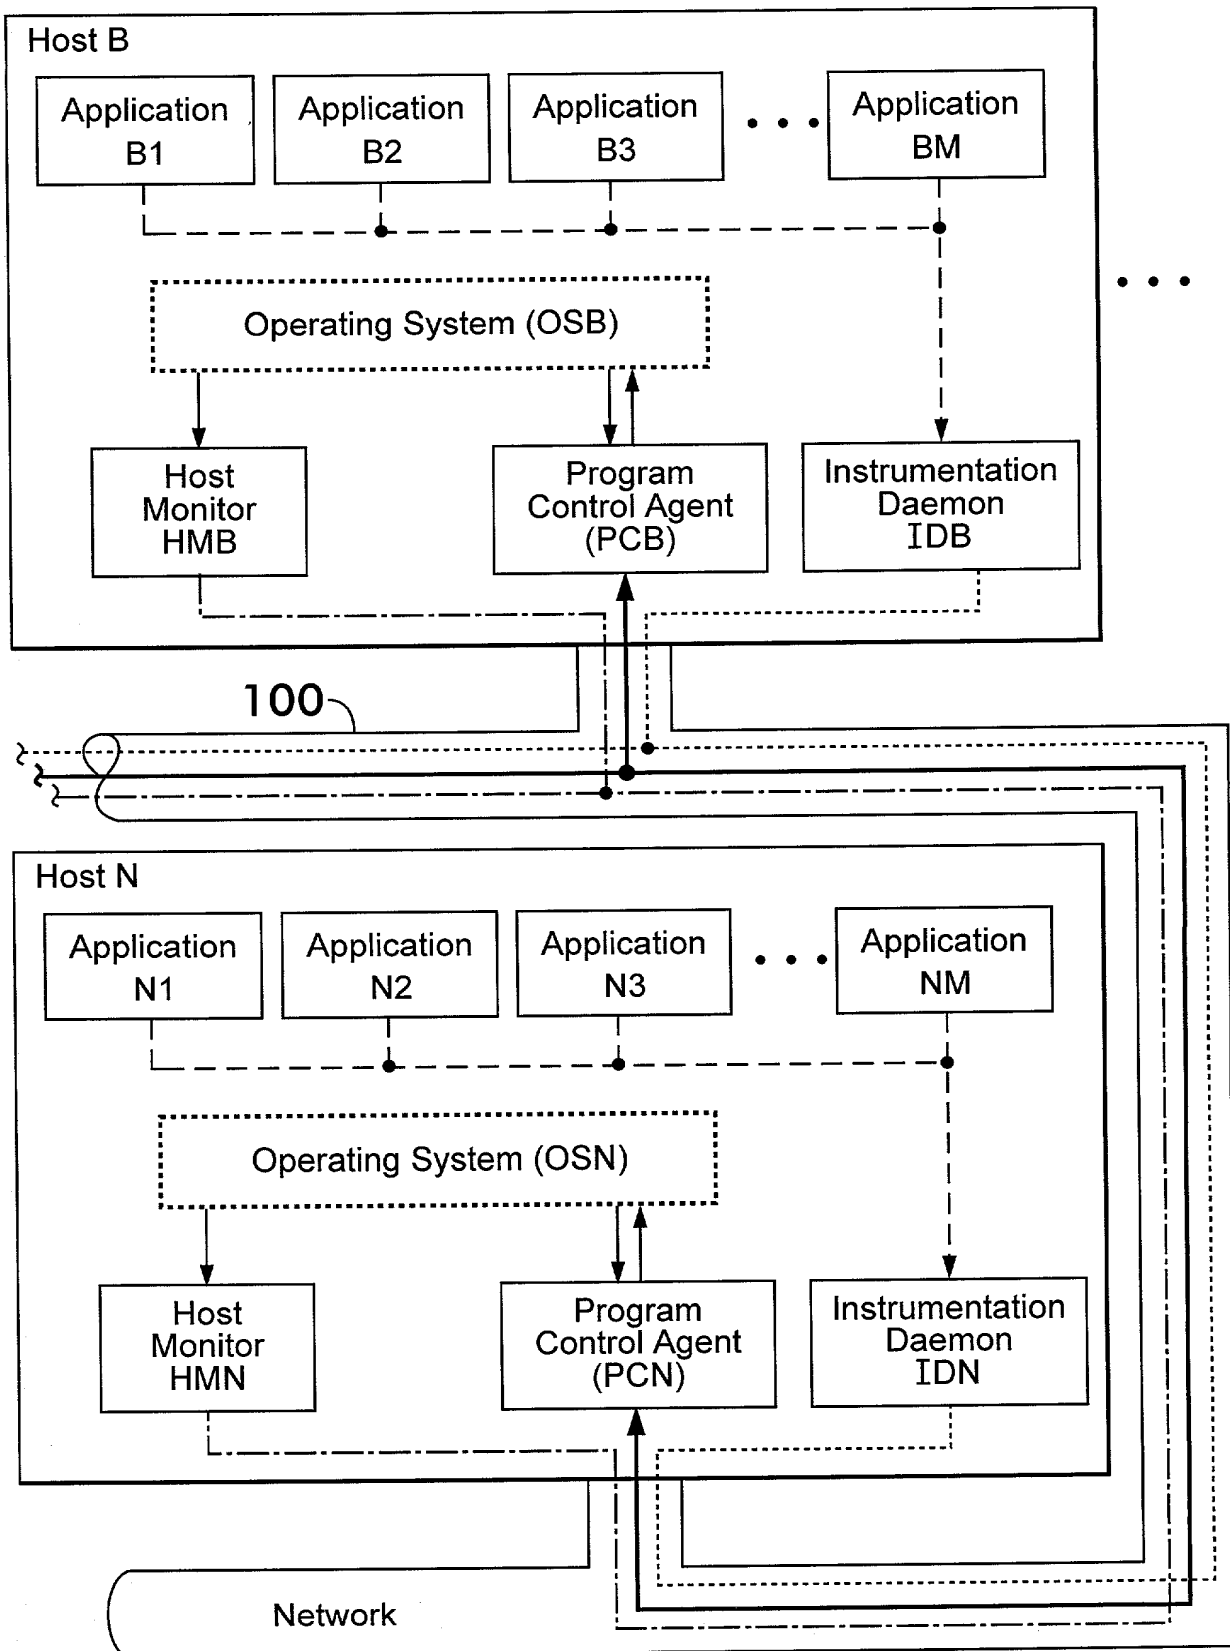 Host B
Application
B1
Application
B2
Application
B3
Application
BM
Operating System (OSB)
Host
Monitor
HMB
Program
Control Agent
(PCB)
Instrumentation
Daemon
IDB
100
Host N
Application
N1
Application
N2
Application
N3
Application
NM
Operating System (OSN)
Host
Monitor
HMN
Program
Control Agent
(PCN)
Instrumentation
Daemon
IDN
Network